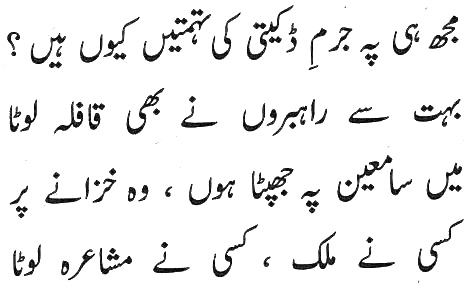 مجھ ہی پہ جرمِ ڈکیتی کی تہمتیں کیوں ہیں ؟
بہت سے راہبروں نے بھی قافلہ لوٹا
میں سامعین پہ جھپٹا ہوں ، وہ خزانے پر
کسی نے ملک ، کسی نے مشاعرہ لوٹا